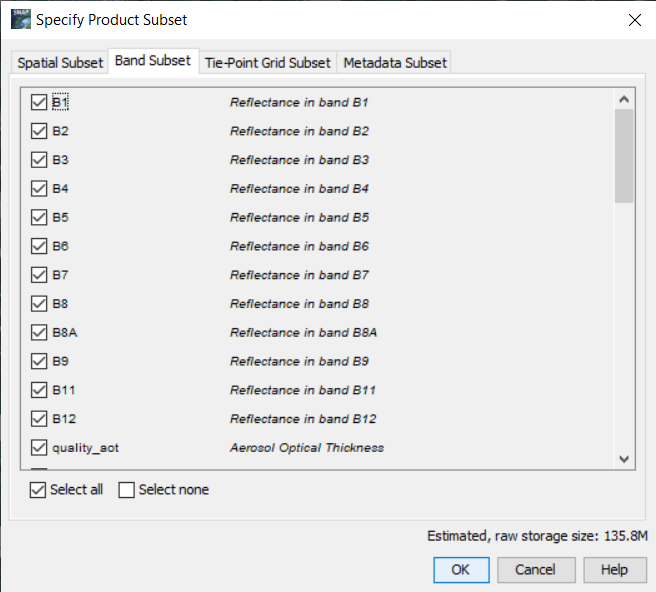 SNAP
Specify Product Subset
Spatial Subset Band Subset Tie-Point Grid Subset Metadata Subset
B1 Reflectance in band B1
B2 Reflectance in band B2
B3 Reflectance in band B3
B4 Reflectance in band B4
B5 Reflectance in band B5
B6 Reflectance in band B6
B7 Reflectance in band B7
B8 Reflectance in band B8
B8A Reflectance in band B8A
B9 Reflectance in band B9
B11 Reflectance in band B11
B12 Reflectance in band B12
quality_aot Aerosol Optical Thickness
Select all Select none
Estimated, raw storage size: 135.8M
OK Cancel Help